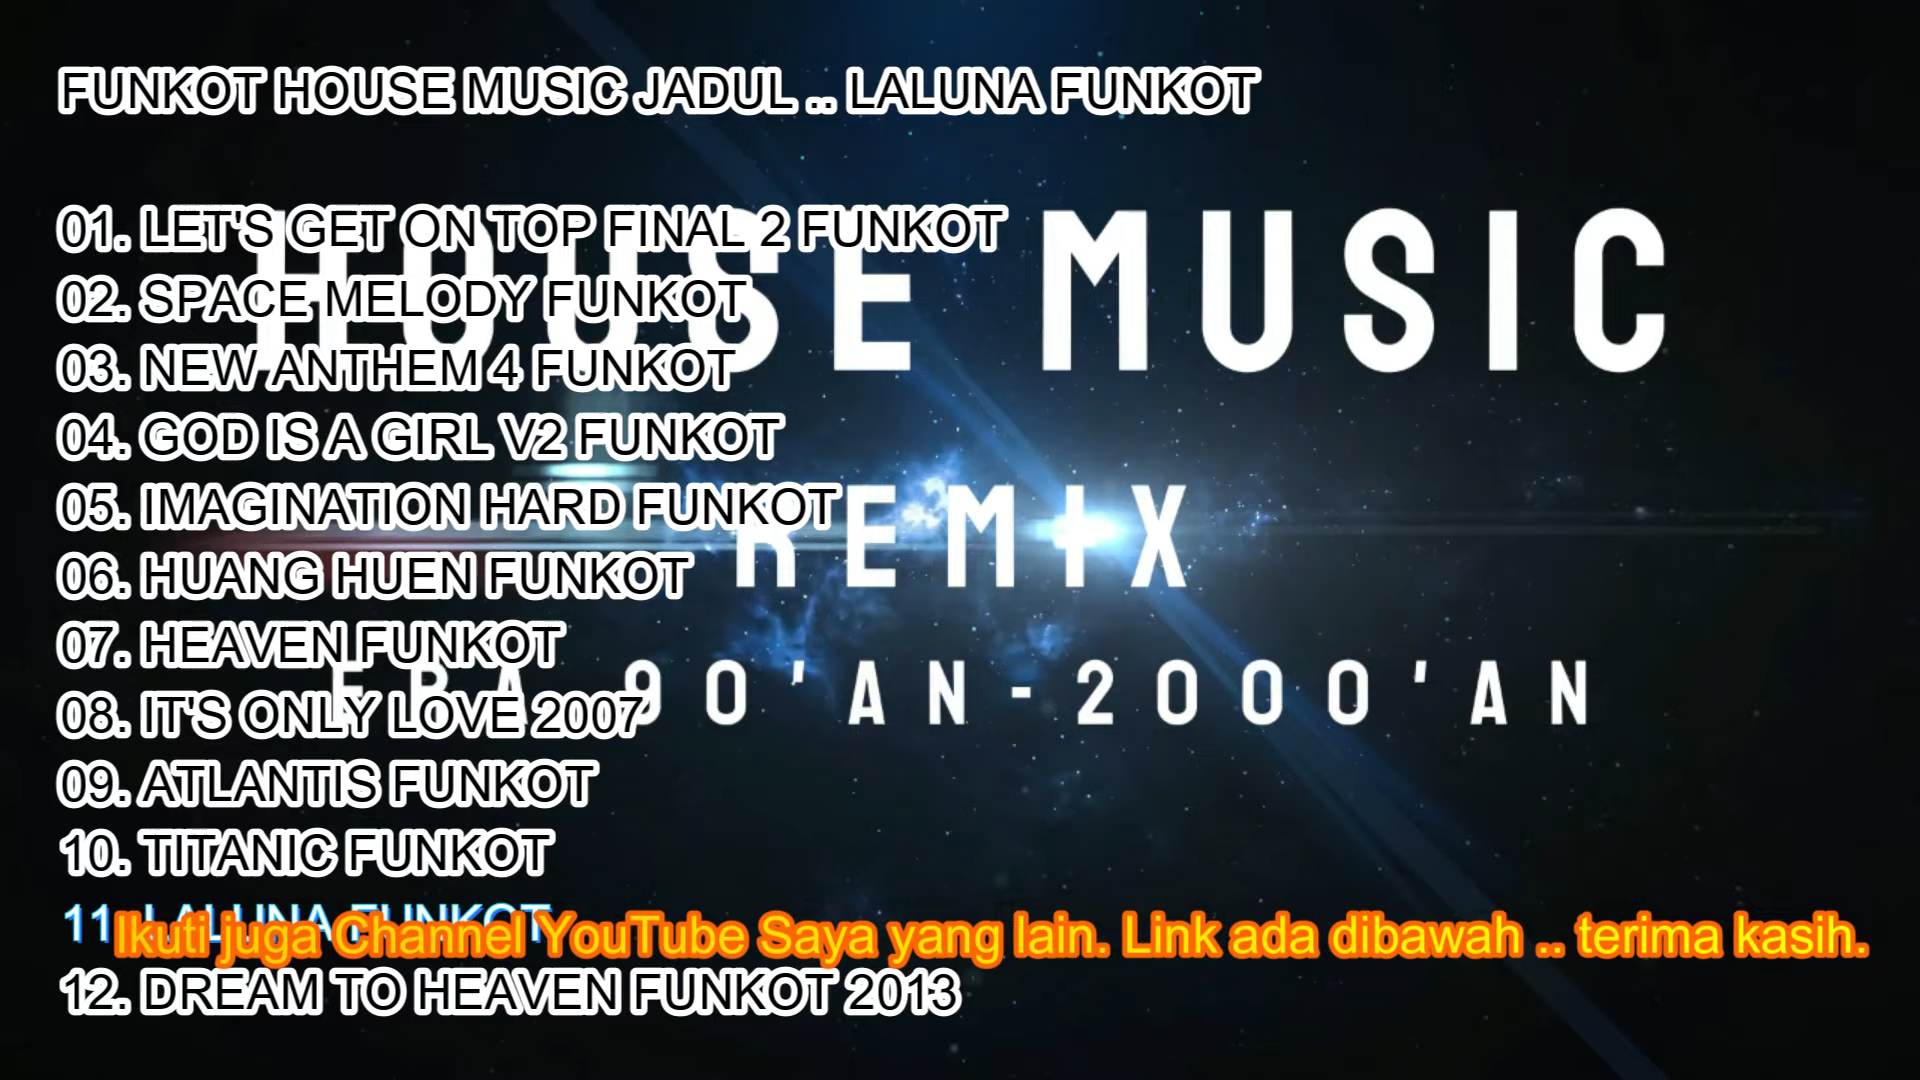 FUNKOT HOUSE MUSIC JADUL .. LALUNA FUNKOT
01. LET'S GET ON TOP FINAL 2 FUNKOT
02. SPACE MELODY FUNKOT
03. NEW ANTHEM 4 FUNKOT
04. GOD IS A GIRL V2 FUNKOT
05. IMAGINATION HARD FUNKOT
06. HUANG HUEN FUNKOT
07. HEAVEN FUNKOT
08. IT'S ONLY LOVE 2007
09. ATLANTIS FUNKOT
10. TITANIC FUNKOT
11. LALUNA FUNKOT
Ikuti juga Channel YouTube Saya yang lain. Link ada dibawah .. terima kasih.
12. DREAM TO HEAVEN FUNKOT 2013
HOUSE MUSIC
REMIX
ERA 90'AN-2000'AN